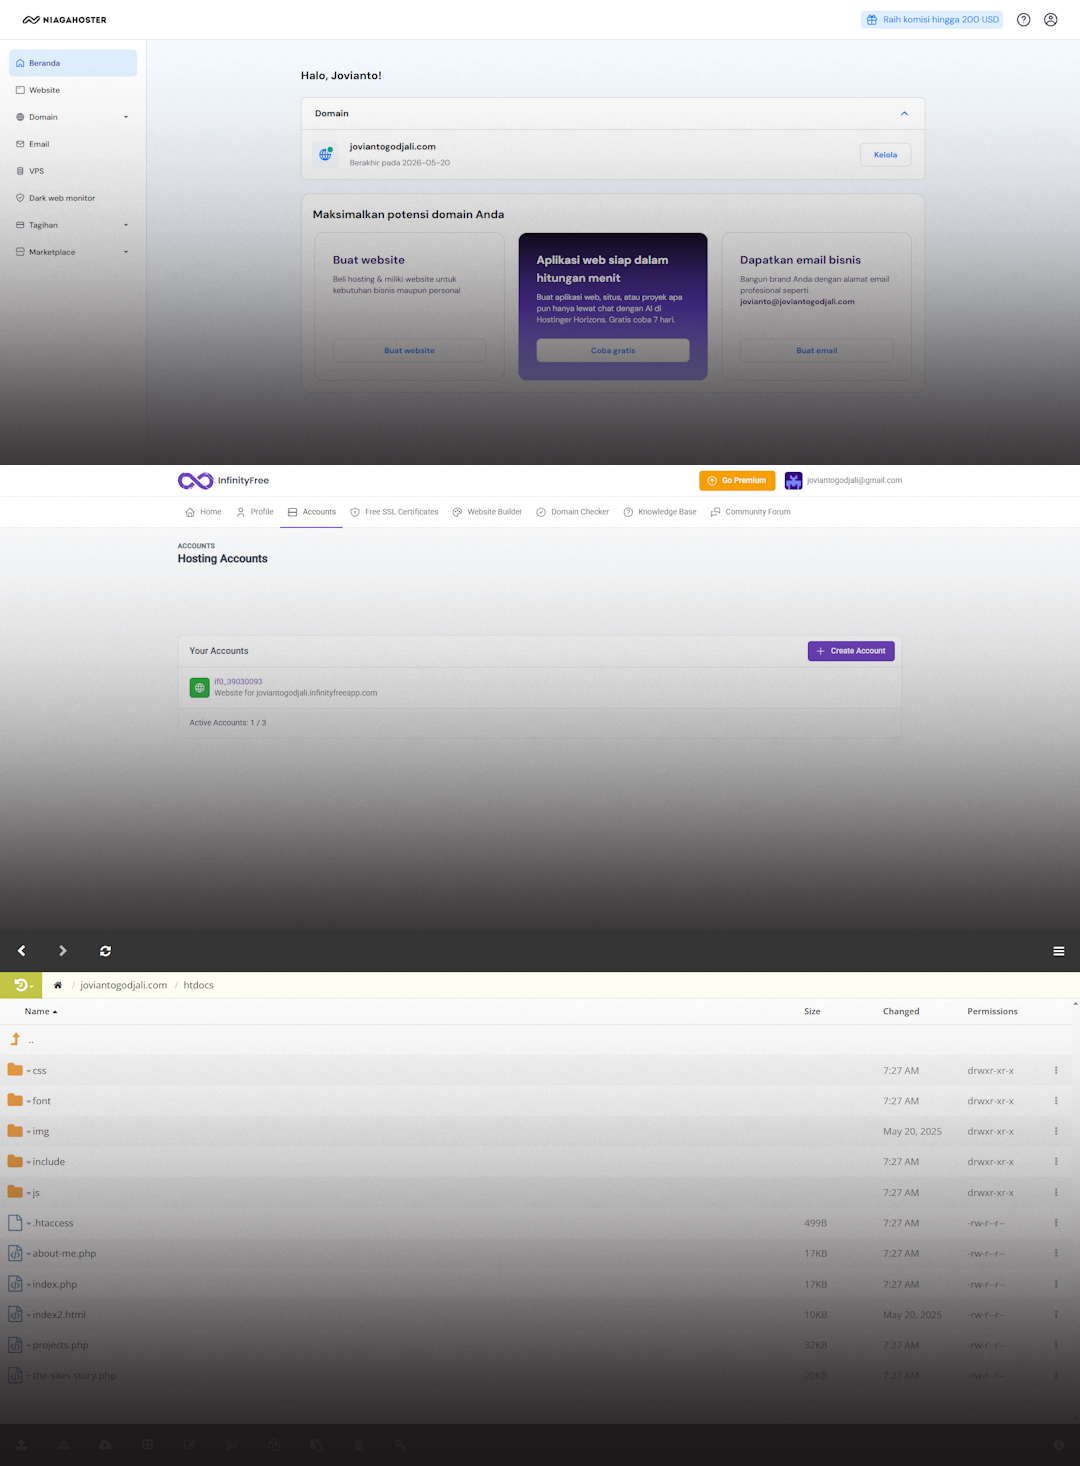 NIAGAHOSTER
Raih komisi hingga 200 USD
Beranda
Website
Domain
Email
VPS
Dark web monitor
Tagihan
Marketplace
Halo, Jovianto!
Domain
joviantogodjali.com
Berakhir pada 2026-05-20
Kelola
Maksimalkan potensi domain Anda
Buat website
Beli hosting & miliki website untuk
kebutuhan bisnis maupun personal
Buat website
Aplikasi web siap dalam
hitungan menit
Buat aplikasi web, situs, atau proyek apa
pun hanya lewat chat dengan AI di
Hostinger Horizons. Gratis coba 7 hari.
Coba gratis
Dapatkan email bisnis
Bangun brand Anda dengan alamat email
profesional seperti
jovianto@joviantogodjali.com
Buat email
InfinityFree
Go Premium
joviantogodjali@gmail.com
Home Profile Accounts Free SSL Certificates Website Builder Domain Checker Knowledge Base Community Forum
ACCOUNTS
Hosting Accounts
Your Accounts
Create Account
if0_39030093
Website for joviantogodjali.infinityfreeapp.com
Active Accounts: 1 / 3
/ joviantogodjali.com / htdocs
Name Size Changed Permissions
..
css 7:27 AM drwxr-xr-x
font 7:27 AM drwxr-xr-x
img May 20, 2025 drwxr-xr-x
include 7:27 AM drwxr-xr-x
js 7:27 AM drwxr-xr-x
.htaccess 499B 7:27 AM -rw-r--r--
about-me.php 17KB 7:27 AM -rw-r--r--
index.php 17KB 7:27 AM -rw-r--r--
index2.html 10KB May 20, 2025 -rw-r--r--
projects.php 32KB 7:27 AM -rw-r--r--
the-sites-story.php 20KB 7:27 AM -rw-r--r--